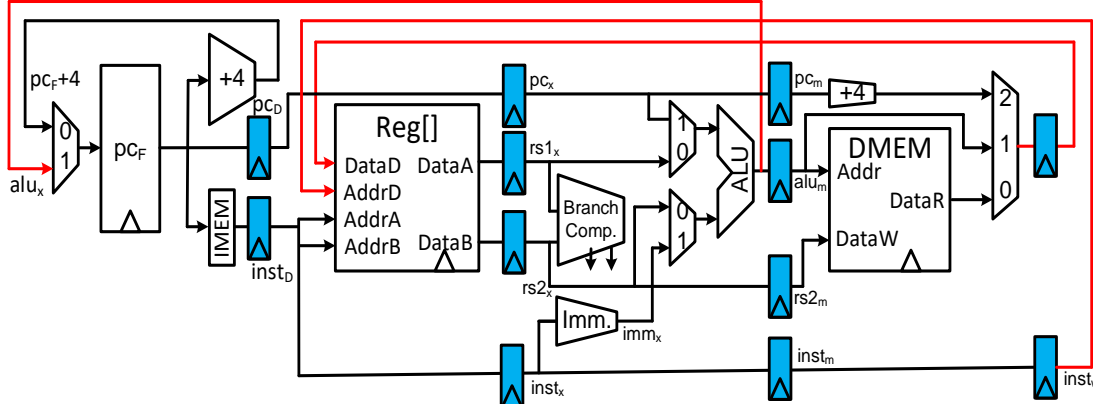 pcF+4
+4
0
1
aluX
pcF
pcD
IMEM
instD
Reg[]
DataD
DataA
AddrD
AddrA
AddrB
DataB
pcX
rs1X
rs2X
Branch
Comp.
Imm.
immX
instX
1
0
0
1
ALU
pcm
+4
alum
DMEM
Addr
DataR
DataW
rs2m
instm
2
1
0
inst